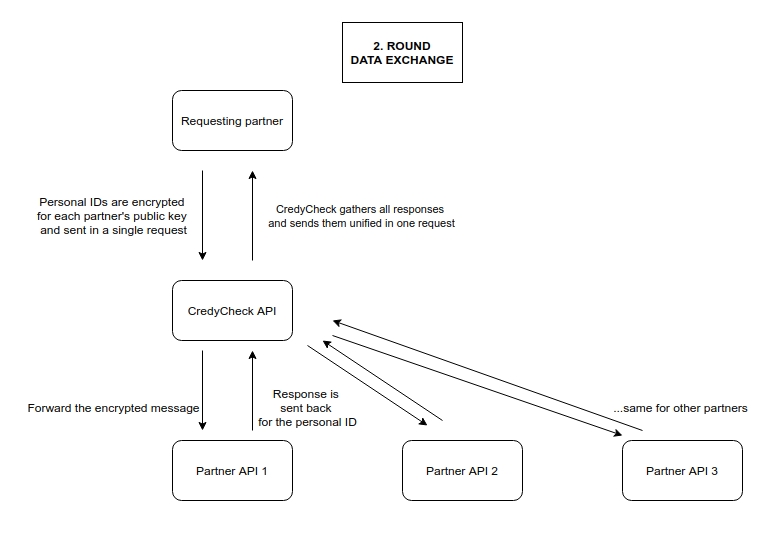 2. ROUND
DATA EXCHANGE
Requesting partner
Personal IDs are encrypted
for each partner's public key
and sent in a single request
CredyCheck gathers all responses
and sends them unified in one request
CredyCheck API
Forward the encrypted message
Response is
sent back
for the personal ID
...same for other partners
Partner API 1
Partner API 2
Partner API 3